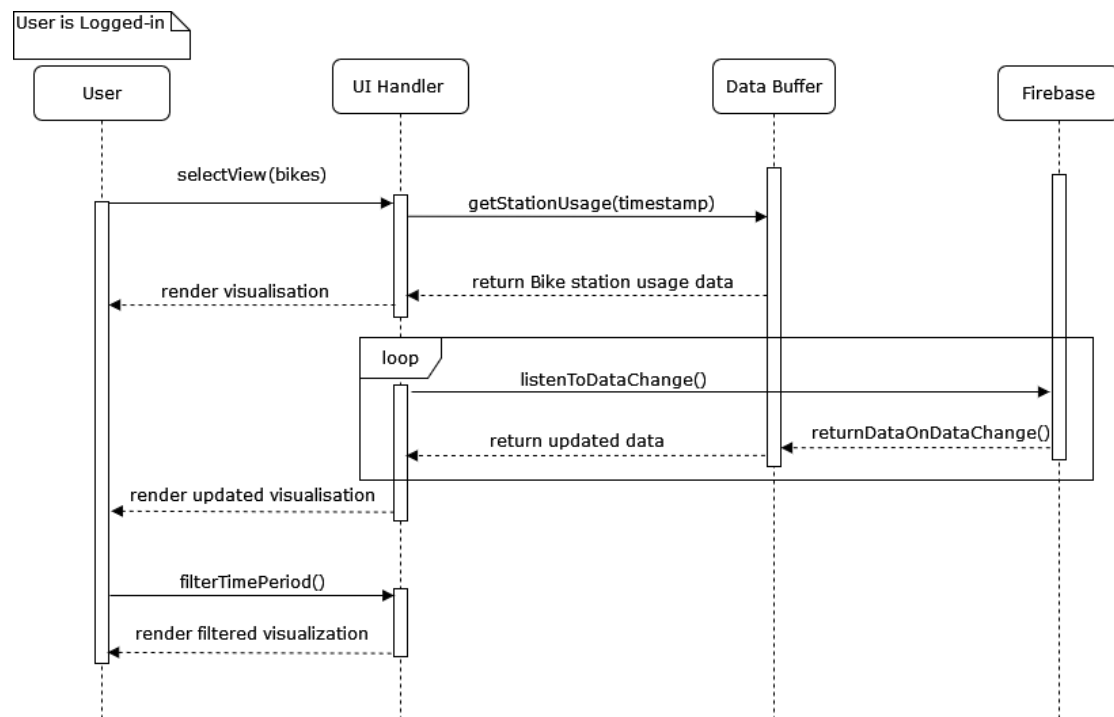 User is Logged-in
User
UI Handler
Data Buffer
Firebase
selectView(bikes)
getStationUsage(timestamp)
return Bike station usage data
render visualisation
loop
listenToDataChange()
returnDataOnDataChange()
return updated data
render updated visualisation
filterTimePeriod()
render filtered visualization